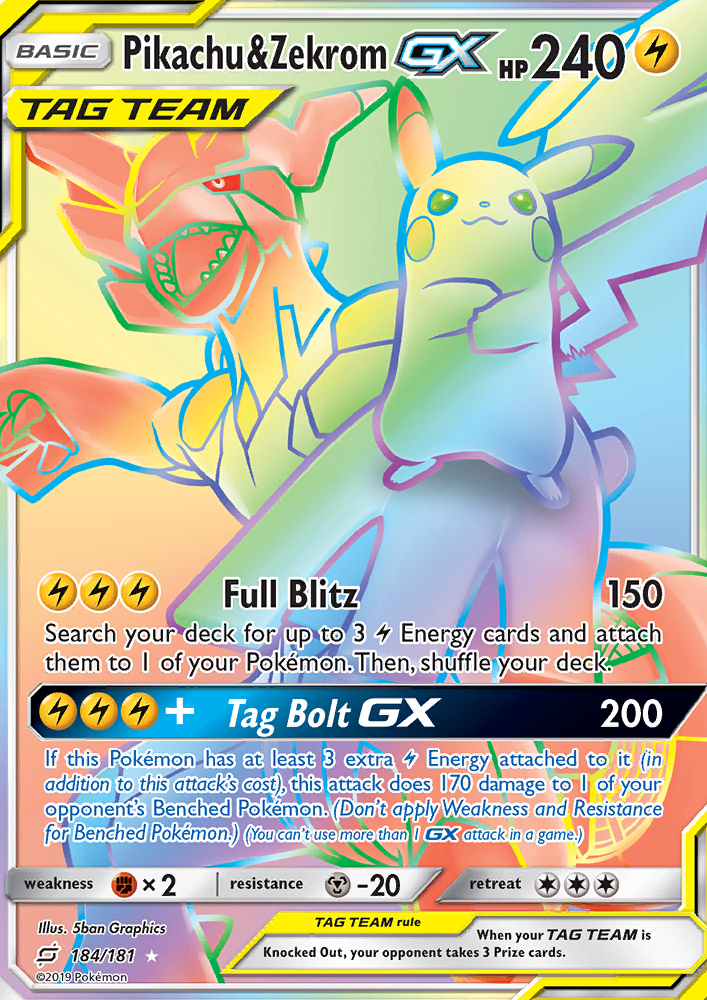 BASIC Pikachu&Zekrom GX HP 240
TAG TEAM
Full Blitz 150
Search your deck for up to 3 Energy cards and attach
them to 1 of your Pokémon. Then, shuffle your deck.
+ Tag Bolt GX 200
If this Pokémon has at least 3 extra Energy attached to it (in
addition to this attack's cost), this attack does 170 damage to 1 of your
opponent's Benched Pokémon. (Don't apply Weakness and Resistance
for Benched Pokémon.) (You can't use more than 1 GX attack in a game.)
weakness ×2 resistance -20 retreat
Illus. 5ban Graphics
184/181
©2019 Pokémon
TAG TEAM rule
When your TAG TEAM is
Knocked Out, your opponent takes 3 Prize cards.